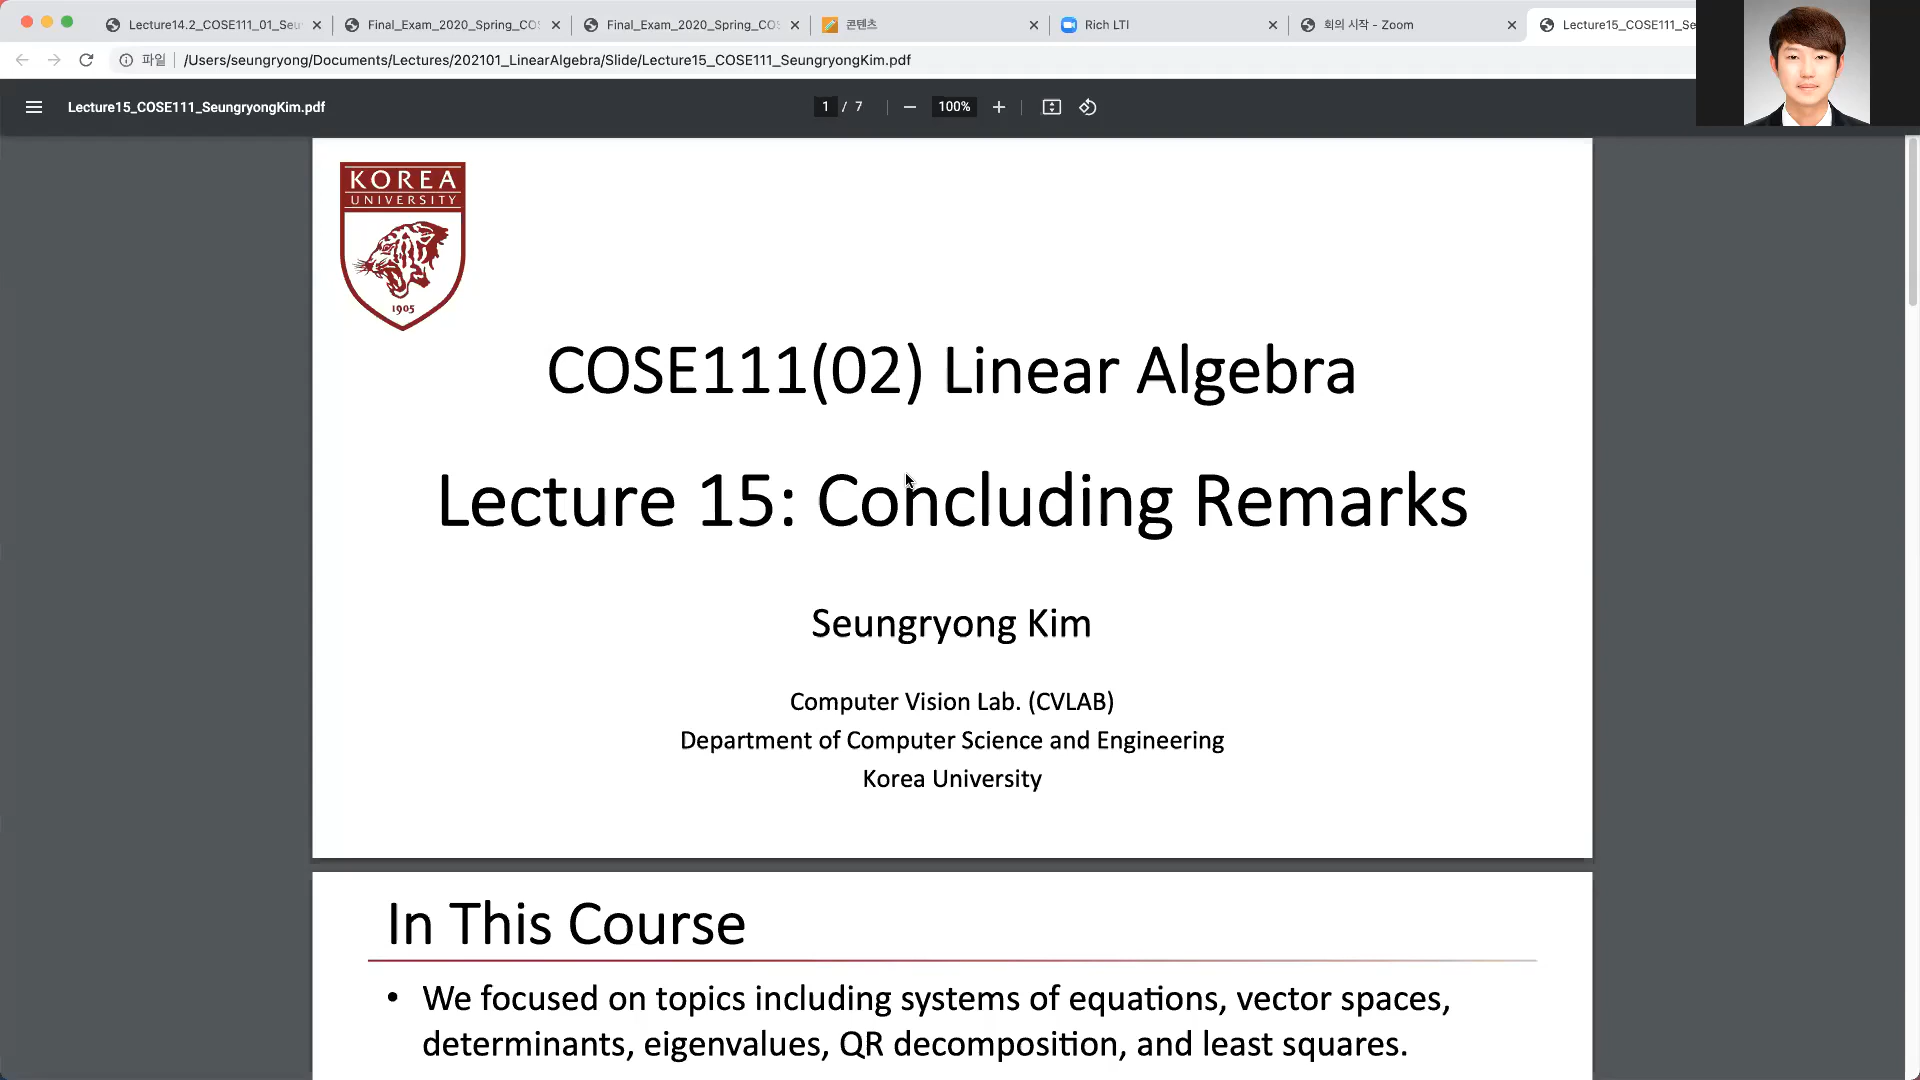 Lecture14.2_COSE111_01_Seu
Final_Exam_2020_Spring_CO
Final_Exam_2020_Spring_CO
콘텐츠
Rich LTI
회의 시작 - Zoom
Lecture15_COSE111_Se
파일
/Users/seungryong/Documents/Lectures/202101_LinearAlgebra/Slide/Lecture15_COSE111_SeungryongKim.pdf
Lecture15_COSE111_SeungryongKim.pdf
1 / 7
100%
KOREA
UNIVERSITY
1905
COSE111(02) Linear Algebra
Lecture 15: Concluding Remarks
Seungryong Kim
Computer Vision Lab. (CVLAB)
Department of Computer Science and Engineering
Korea University
In This Course
• We focused on topics including systems of equations, vector spaces,
determinants, eigenvalues, QR decomposition, and least squares.